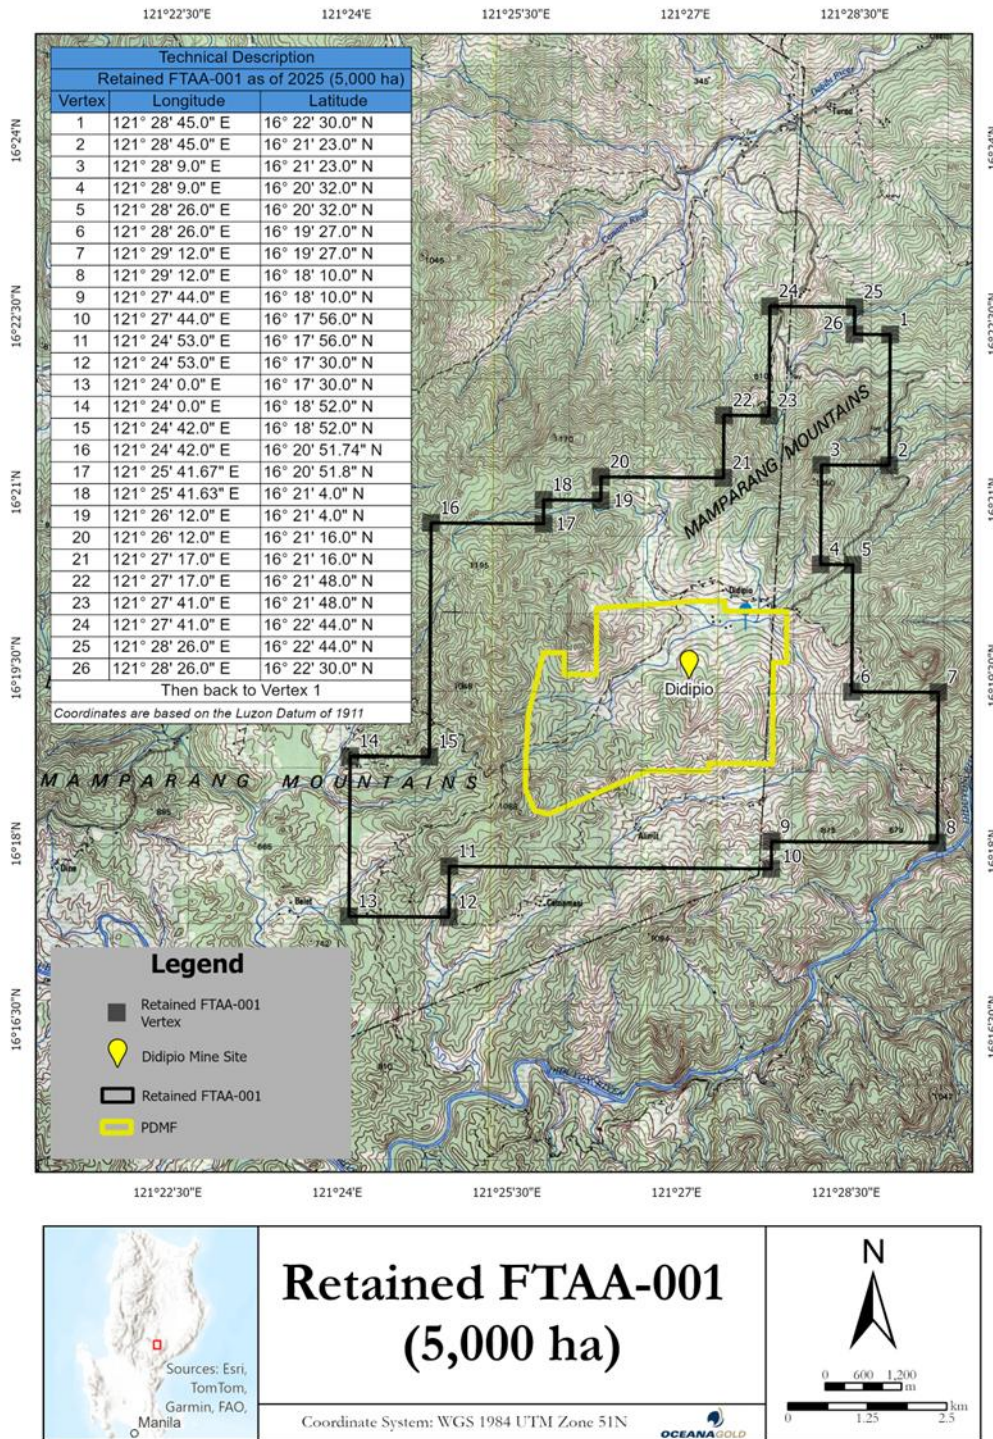 121°22'30"E 121°24'E 121°25'30"E 121°27'E 121°28'30"E
Technical Description
Retained FTAA-001 as of 2025 (5,000 ha)
Vertex Longitude Latitude
1 121° 28' 45.0" E 16° 22' 30.0" N
2 121° 28' 45.0" E 16° 21' 23.0" N
3 121° 28' 9.0" E 16° 21' 23.0" N
4 121° 28' 9.0" E 16° 20' 32.0" N
5 121° 28' 26.0" E 16° 20' 32.0" N
6 121° 28' 26.0" E 16° 19' 27.0" N
7 121° 29' 12.0" E 16° 19' 27.0" N
8 121° 29' 12.0" E 16° 18' 10.0" N
9 121° 27' 44.0" E 16° 18' 10.0" N
10 121° 27' 44.0" E 16° 17' 56.0" N
11 121° 24' 53.0" E 16° 17' 56.0" N
12 121° 24' 53.0" E 16° 17' 30.0" N
13 121° 24' 0.0" E 16° 17' 30.0" N
14 121° 24' 0.0" E 16° 18' 52.0" N
15 121° 24' 42.0" E 16° 18' 52.0" N
16 121° 24' 42.0" E 16° 20' 51.74" N
17 121° 25' 41.67" E 16° 20' 51.8" N
18 121° 25' 41.63" E 16° 21' 4.0" N
19 121° 26' 12.0" E 16° 21' 4.0" N
20 121° 26' 12.0" E 16° 21' 16.0" N
21 121° 27' 17.0" E 16° 21' 16.0" N
22 121° 27' 17.0" E 16° 21' 48.0" N
23 121° 27' 41.0" E 16° 21' 48.0" N
24 121° 27' 41.0" E 16° 22' 44.0" N
25 121° 28' 26.0" E 16° 22' 44.0" N
26 121° 28' 26.0" E 16° 22' 30.0" N
Then back to Vertex 1
Coordinates are based on the Luzon Datum of 1911
16°24'N
16°22'30"N
16°21'N
16°19'30"N
16°18'N
16°16'30"N
24 25
26 1
22 23
3 2
20 21
18 19
16 17
4 5
6 7
14 15
9 8
11 10
13 12
MAMPARANG MOUNTAINS
Didipio
Didipio
MAMPARANG MOUNTAINS
Alimit
Legend
Retained FTAA-001
Vertex
Didipio Mine Site
Retained FTAA-001
PDMF
121°22'30"E 121°24'E 121°25'30"E 121°27'E 121°28'30"E
Sources: Esri,
TomTom,
Garmin, FAO,
Manila
Retained FTAA-001
(5,000 ha)
Coordinate System: WGS 1984 UTM Zone 51N
OCEANAGOLD
N
0 600 1,200
m
km
0 1.25 2.5